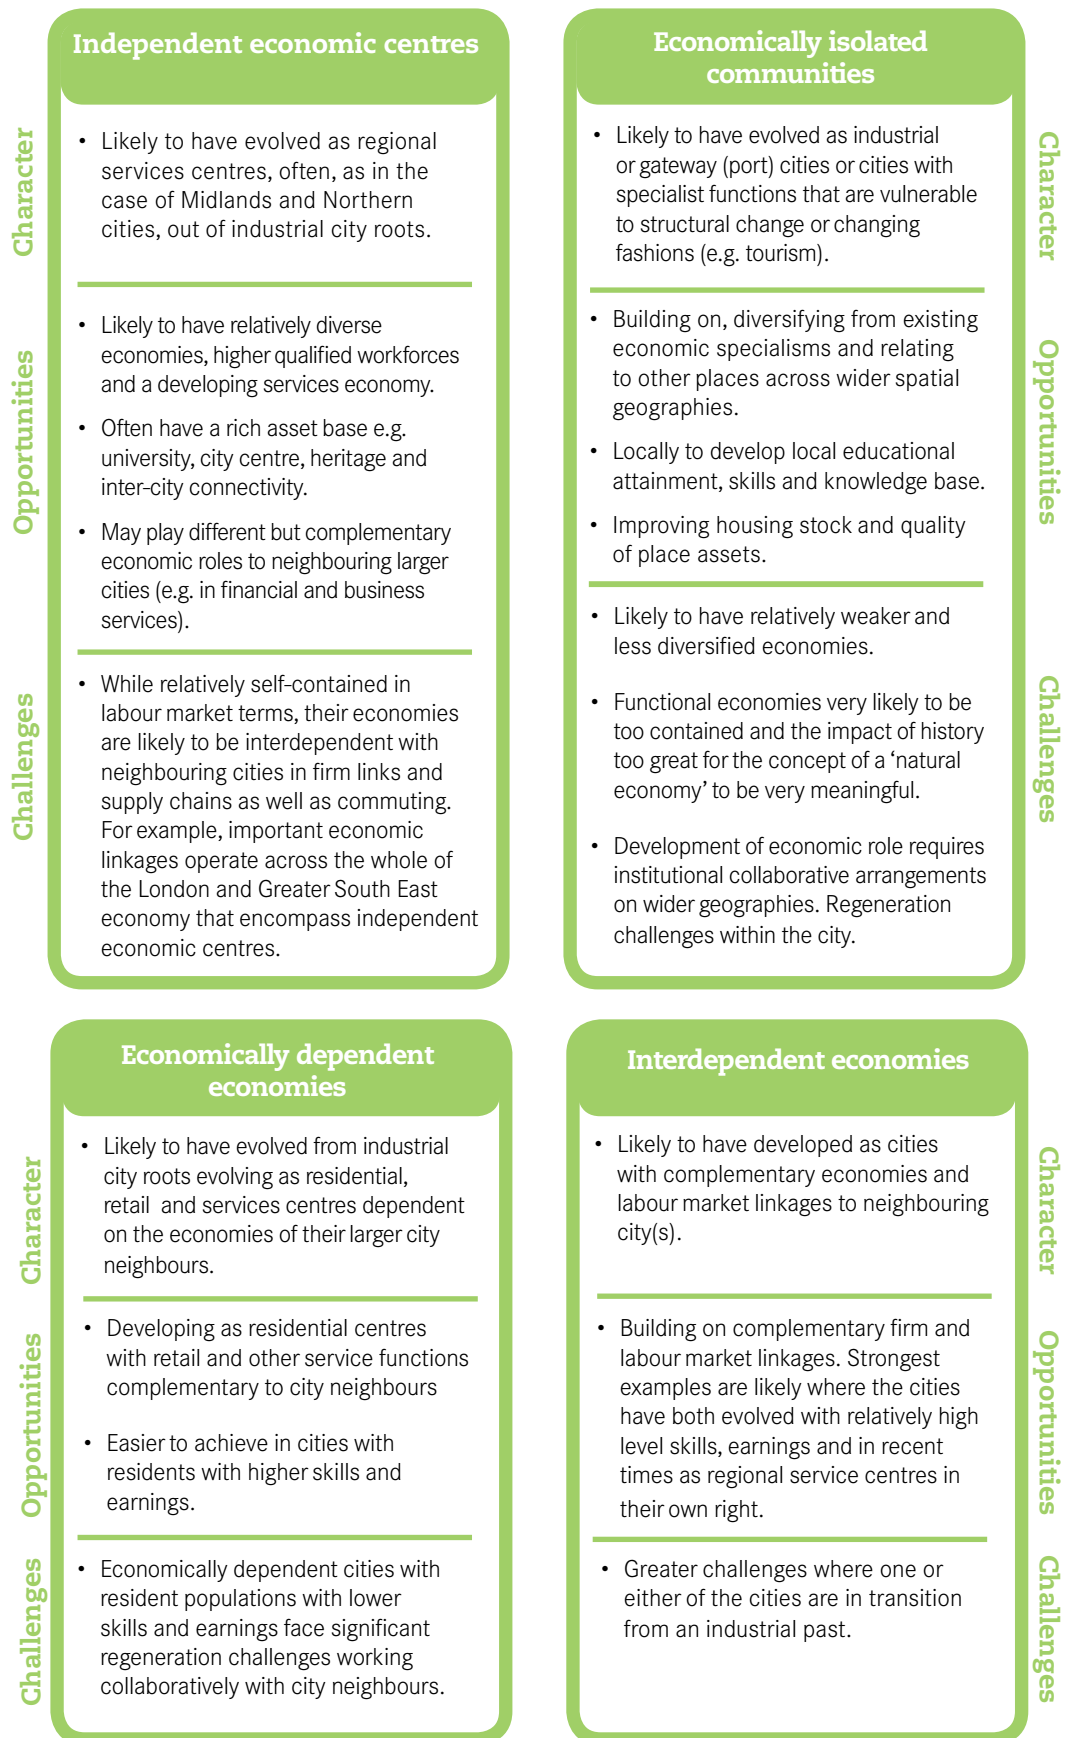 Independent economic centres
Character
• Likely to have evolved as regional
services centres, often, as in the
case of Midlands and Northern
cities, out of industrial city roots.
Opportunities
• Likely to have relatively diverse
economies, higher qualified workforces
and a developing services economy.
• Often have a rich asset base e.g.
university, city centre, heritage and
inter-city connectivity.
• May play different but complementary
economic roles to neighbouring larger
cities (e.g. in financial and business
services).
Challenges
• While relatively self-contained in
labour market terms, their economies
are likely to be interdependent with
neighbouring cities in firm links and
supply chains as well as commuting.
For example, important economic
linkages operate across the whole of
the London and Greater South East
economy that encompass independent
economic centres.
Economically isolated
communities
Character
• Likely to have evolved as industrial
or gateway (port) cities or cities with
specialist functions that are vulnerable
to structural change or changing
fashions (e.g. tourism).
Opportunities
• Building on, diversifying from existing
economic specialisms and relating
to other places across wider spatial
geographies.
• Locally to develop local educational
attainment, skills and knowledge base.
• Improving housing stock and quality
of place assets.
Challenges
• Likely to have relatively weaker and
less diversified economies.
• Functional economies very likely to be
too contained and the impact of history
too great for the concept of a ‘natural
economy’ to be very meaningful.
• Development of economic role requires
institutional collaborative arrangements
on wider geographies. Regeneration
challenges within the city.
Economically dependent
economies
Character
• Likely to have evolved from industrial
city roots evolving as residential,
retail and services centres dependent
on the economies of their larger city
neighbours.
Opportunities
• Developing as residential centres
with retail and other service functions
complementary to city neighbours
• Easier to achieve in cities with
residents with higher skills and
earnings.
Challenges
• Economically dependent cities with
resident populations with lower
skills and earnings face significant
regeneration challenges working
collaboratively with city neighbours.
Interdependent economies
Character
• Likely to have developed as cities
with complementary economies and
labour market linkages to neighbouring
city(s).
Opportunities
• Building on complementary firm and
labour market linkages. Strongest
examples are likely where the cities
have both evolved with relatively high
level skills, earnings and in recent
times as regional service centres in
their own right.
Challenges
• Greater challenges where one or
either of the cities are in transition
from an industrial past.